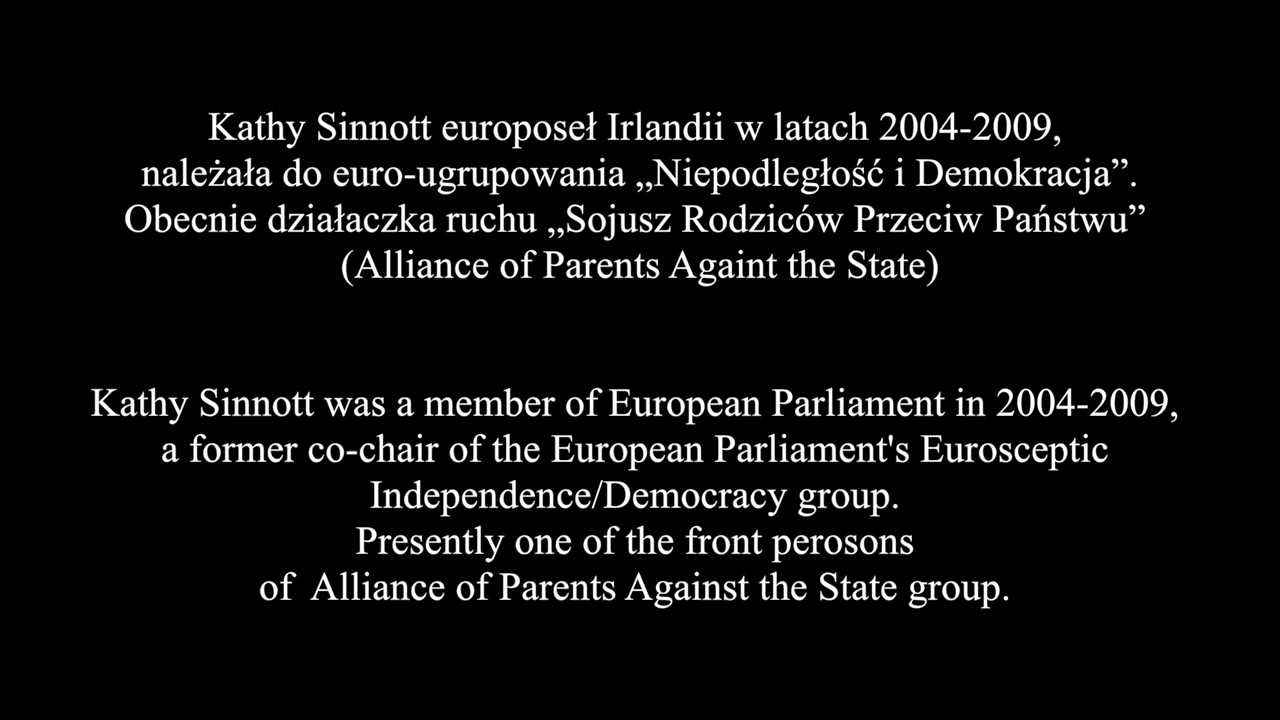 Kathy Sinnott europoseł Irlandii w latach 2004-2009,
należała do euro-ugrupowania „Niepodległość i Demokracja”.
Obecnie działaczka ruchu „Sojusz Rodziców Przeciw Państwu”
(Alliance of Parents Againt the State)
Kathy Sinnott was a member of European Parliament in 2004-2009,
a former co-chair of the European Parliament's Eurosceptic
Independence/Democracy group.
Presently one of the front perosons
of Alliance of Parents Against the State group.